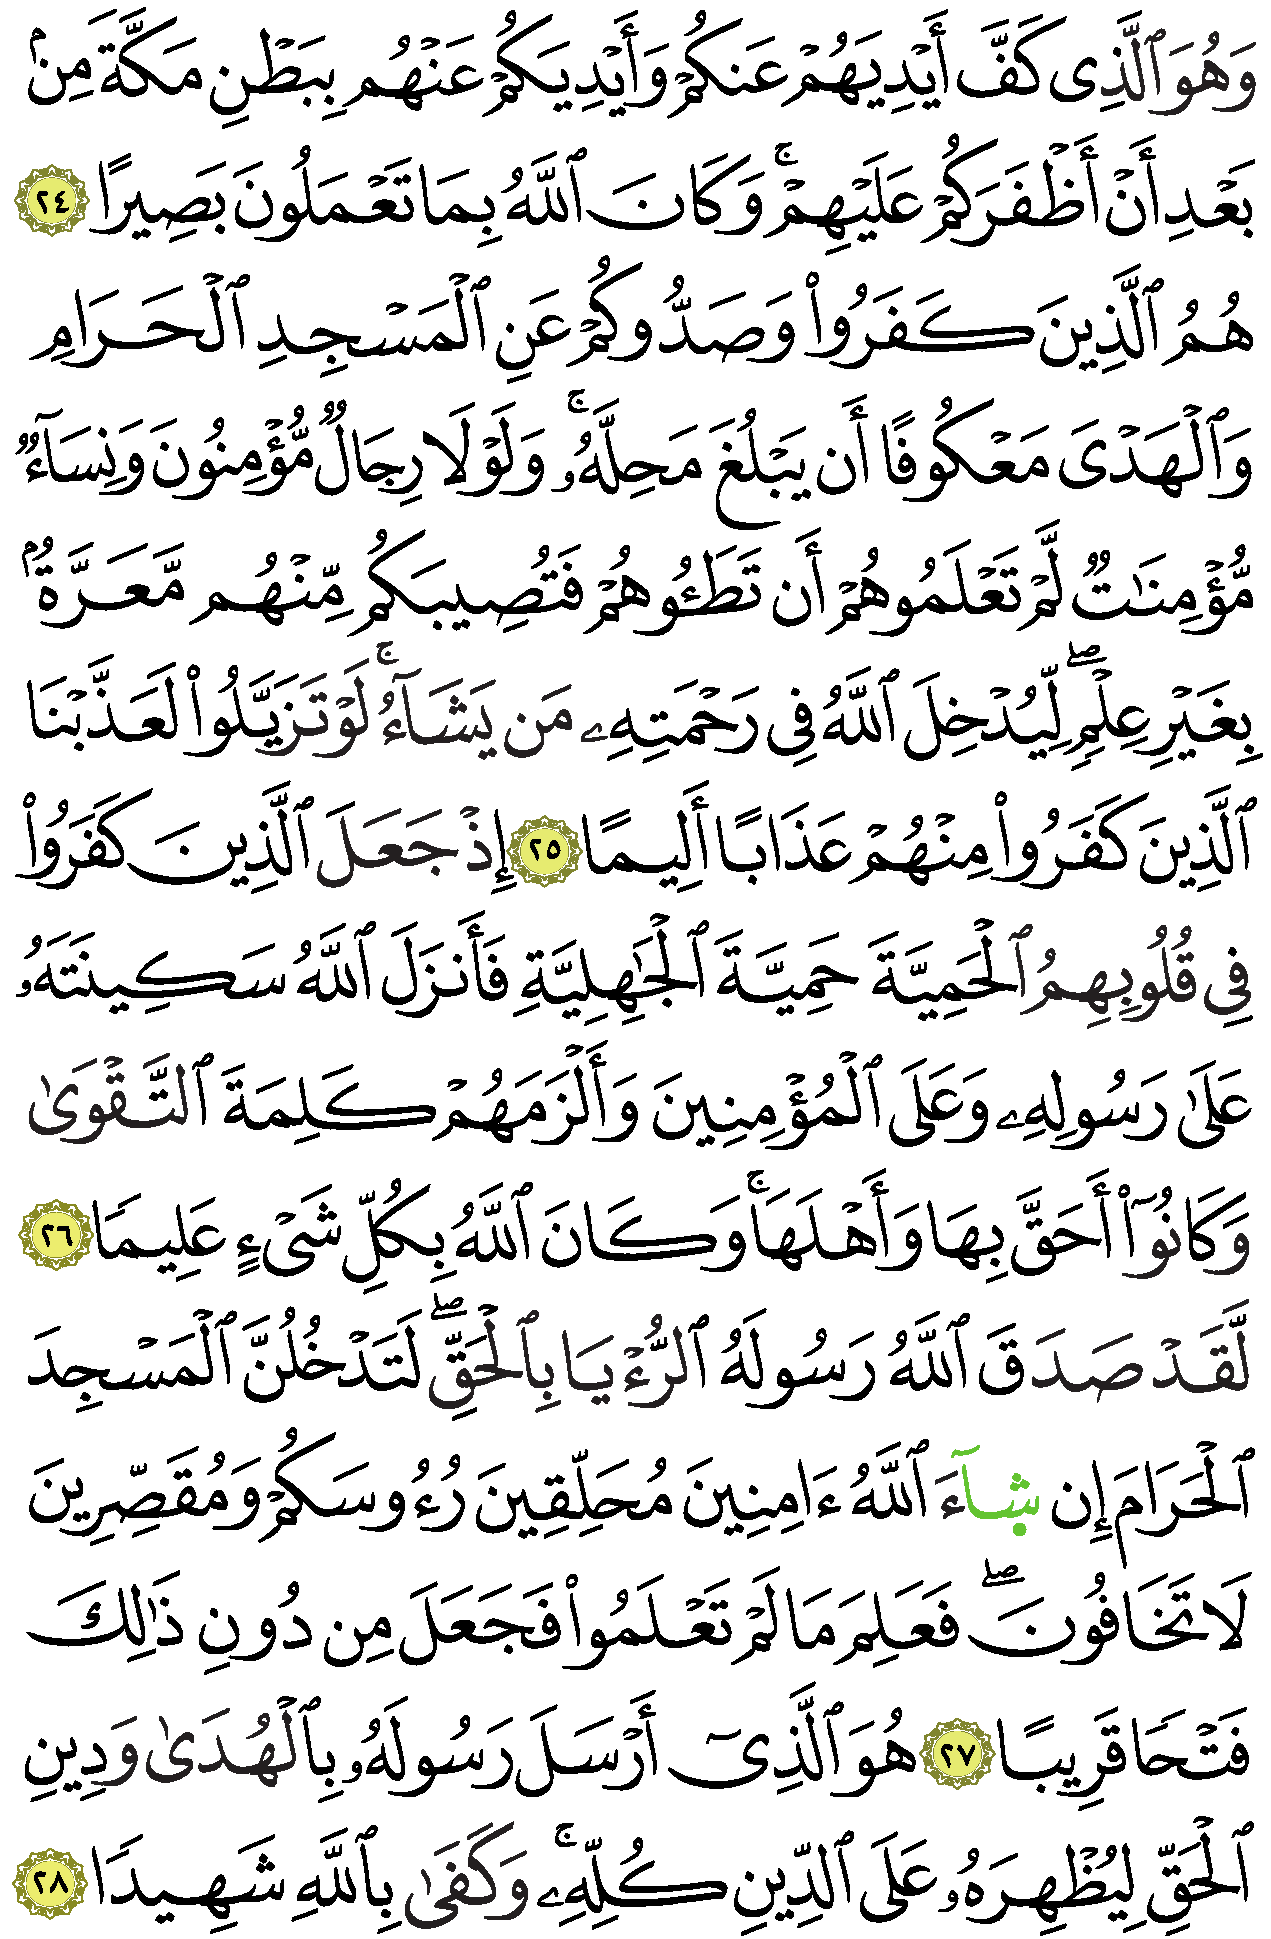 وَهُوَ ٱلَّذِى كَفَّ أَيْدِيَهُمْ عَنكُمْ وَأَيْدِيَكُمْ عَنْهُم بِبَطْنِ مَكَّةَ مِنۢ
بَعْدِ أَنْ أَظْفَرَكُمْ عَلَيْهِمْ ۚ وَكَانَ ٱللَّهُ بِمَا تَعْمَلُونَ بَصِيرًا ٢٤
هُمُ ٱلَّذِينَ كَفَرُوا۟ وَصَدُّوكُمْ عَنِ ٱلْمَسْجِدِ ٱلْحَرَامِ
وَٱلْهَدْىَ مَعْكُوفًا أَن يَبْلُغَ مَحِلَّهُۥ ۚ وَلَوْلَا رِجَالٌ مُّؤْمِنُونَ وَنِسَآءٌ
مُّؤْمِنَـٰتٌ لَّمْ تَعْلَمُوهُمْ أَن تَطَـُٔوهُمْ فَتُصِيبَكُم مِّنْهُم مَّعَرَّةٌۢ
بِغَيْرِ عِلْمٍ ۖ لِّيُدْخِلَ ٱللَّهُ فِى رَحْمَتِهِۦ مَن يَشَآءُ ۚ لَوْ تَزَيَّلُوا۟ لَعَذَّبْنَا
ٱلَّذِينَ كَفَرُوا۟ مِنْهُمْ عَذَابًا أَلِيمًا ٢٥ إِذْ جَعَلَ ٱلَّذِينَ كَفَرُوا۟
فِى قُلُوبِهِمُ ٱلْحَمِيَّةَ حَمِيَّةَ ٱلْجَـٰهِلِيَّةِ فَأَنزَلَ ٱللَّهُ سَكِينَتَهُۥ
عَلَىٰ رَسُولِهِۦ وَعَلَى ٱلْمُؤْمِنِينَ وَأَلْزَمَهُمْ كَلِمَةَ ٱلتَّقْوَىٰ
وَكَانُوٓا۟ أَحَقَّ بِهَا وَأَهْلَهَا ۚ وَكَانَ ٱللَّهُ بِكُلِّ شَىْءٍ عَلِيمًا ٢٦
لَّقَدْ صَدَقَ ٱللَّهُ رَسُولَهُ ٱلرُّءْيَا بِٱلْحَقِّ ۖ لَتَدْخُلُنَّ ٱلْمَسْجِدَ
ٱلْحَرَامَ إِن شَآءَ ٱللَّهُ ءَامِنِينَ مُحَلِّقِينَ رُءُوسَكُمْ وَمُقَصِّرِينَ
لَا تَخَافُونَ ۖ فَعَلِمَ مَا لَمْ تَعْلَمُوا۟ فَجَعَلَ مِن دُونِ ذَٰلِكَ
فَتْحًا قَرِيبًا ٢٧ هُوَ ٱلَّذِىٓ أَرْسَلَ رَسُولَهُۥ بِٱلْهُدَىٰ وَدِينِ
ٱلْحَقِّ لِيُظْهِرَهُۥ عَلَى ٱلدِّينِ كُلِّهِۦ ۚ وَكَفَىٰ بِٱللَّهِ شَهِيدًا ٢٨